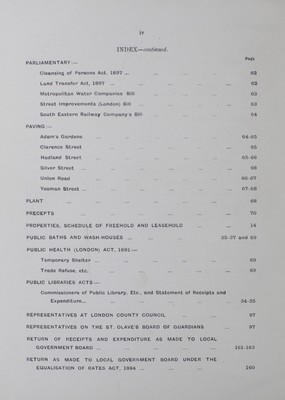 iv
INDEX—continued.
Page
PARLIAMENTARY :—
Cleansing of Persons Act, 1897 ... 62
Land Transfer Act, 1897 ... 63
Metropolitan Water Companies Bill 63
Street Improvements (London) Bill ... 63
South Eastern Railway Company's Bill 64
PAVING :—
Adam's Gardens 64-65
Clarence Street 65
Hadland Street 65-66
Silver Street 66
Union Road 66-67
Yeoman Street ... 67-68
PLANT 68
PRECEPTS 70
PROPERTIES, SCHEDULE OF FREEHOLD AND LEASEHOLD 14
PUBLIC BATHS AND WASH-HOUSES ... 35-37 and 69
PUBLIC HEALTH (LONDON) ACT, 1891—
Temporary Shelter ... 69
Trade Refuse, etc. 69
PUBLIC LIBRARIES ACTS—
Commissioners of Public Library, Etc., and Statement of Receipts and
Expenditure... 34-35
REPRESENTATIVES AT LONDON COUNTY COUNCIL 97
REPRESENTATIVES ON THE ST. OLAVE'S BOARD OF GUARDIANS 97
RETURN OF RECEIPTS AND EXPENDITURE AS MADE TO LOCAL
GOVERNMENT BOARD ... 161-163
RETURN AS MADE TO LOCAL GOVERNMENT BOARD UNDER THE
EQUALISATION OF RATES ACT, 1894 ... 160